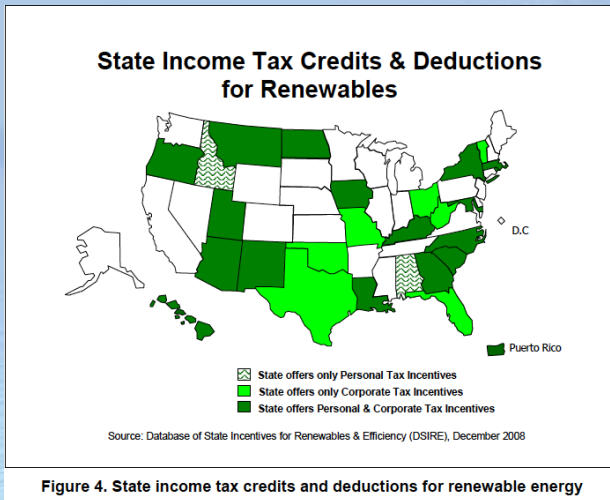 State Income Tax Credits & Deductions
for Renewables
D.C
Puerto Rico
State offers only Personal Tax Incentives
State offers only Corporate Tax Incentives
State offers Personal & Corporate Tax Incentives
Source: Database of State Incentives for Renewables & Efficiency (DSIRE), December 2008
Figure 4. State income tax credits and deductions for renewable energy